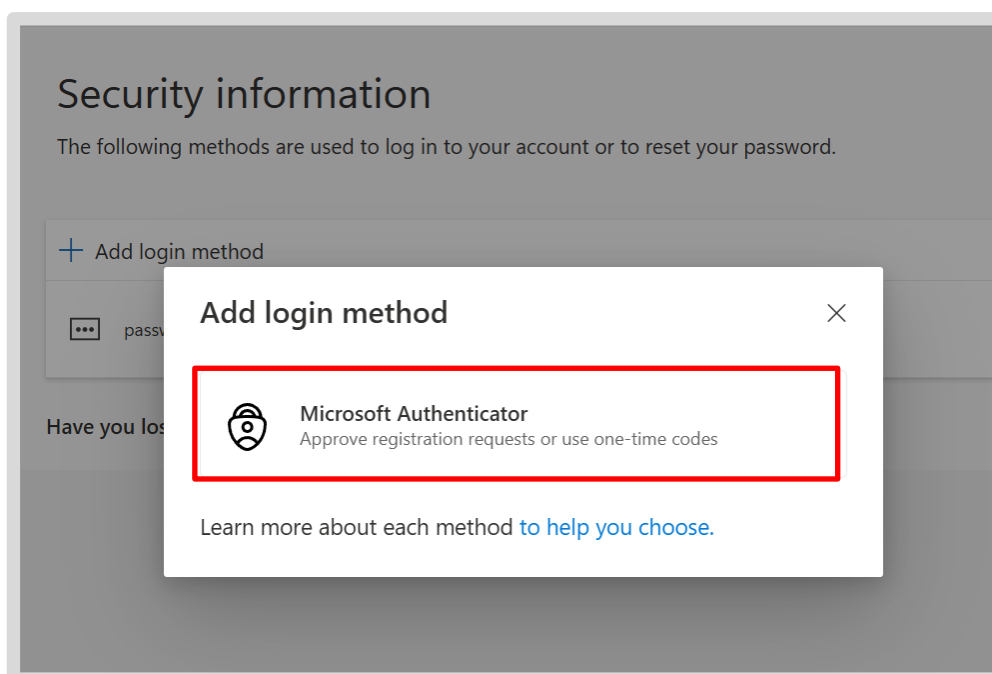 Security information
The following methods are used to log in to your account or to reset your password.
Add login method
Add login method
Microsoft Authenticator
Approve registration requests or use one-time codes
Have you
Learn more about each method to help you choose.